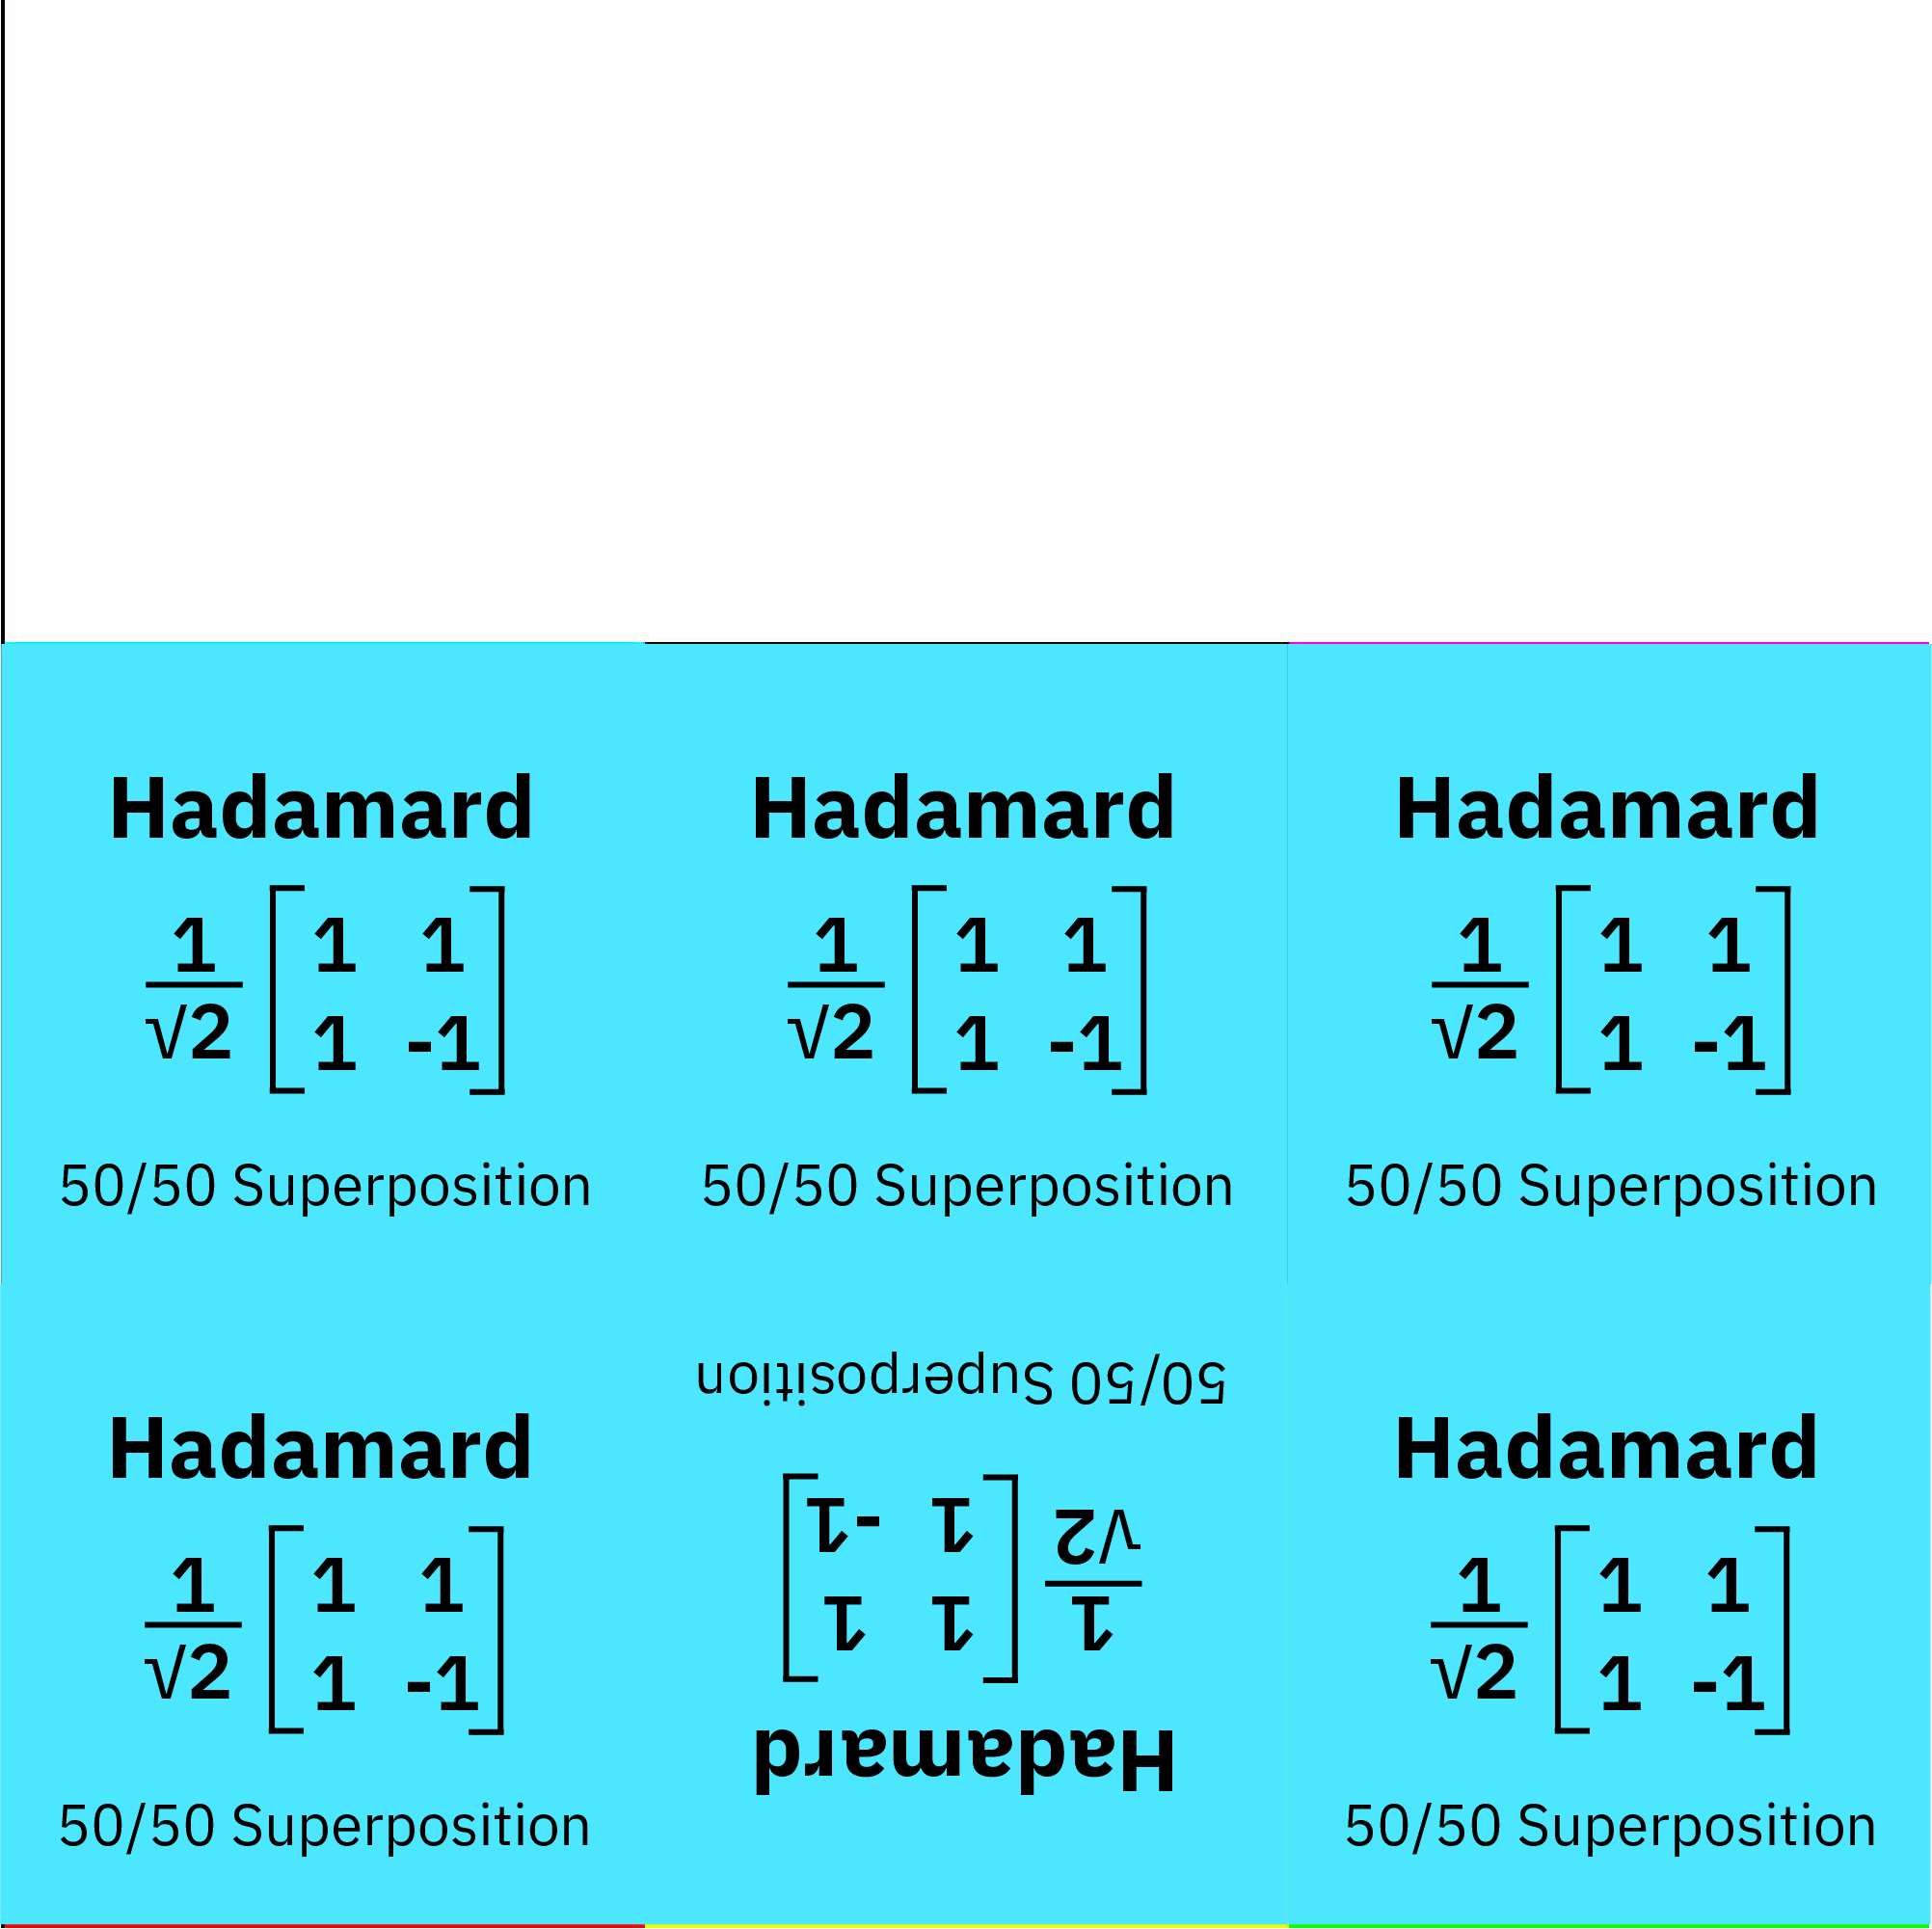 Hadamard
1/√2 [1 1
1 -1]
50/50 Superposition
Hadamard
1/√2 [1 1
1 -1]
50/50 Superposition
Hadamard
1/√2 [1 1
1 -1]
50/50 Superposition
Hadamard
1/√2 [1 1
1 -1]
50/50 Superposition
Hadamard
1/√2 [1 1
1 -1]
50/50 Superposition
Hadamard
1/√2 [1 1
1 -1]
50/50 Superposition